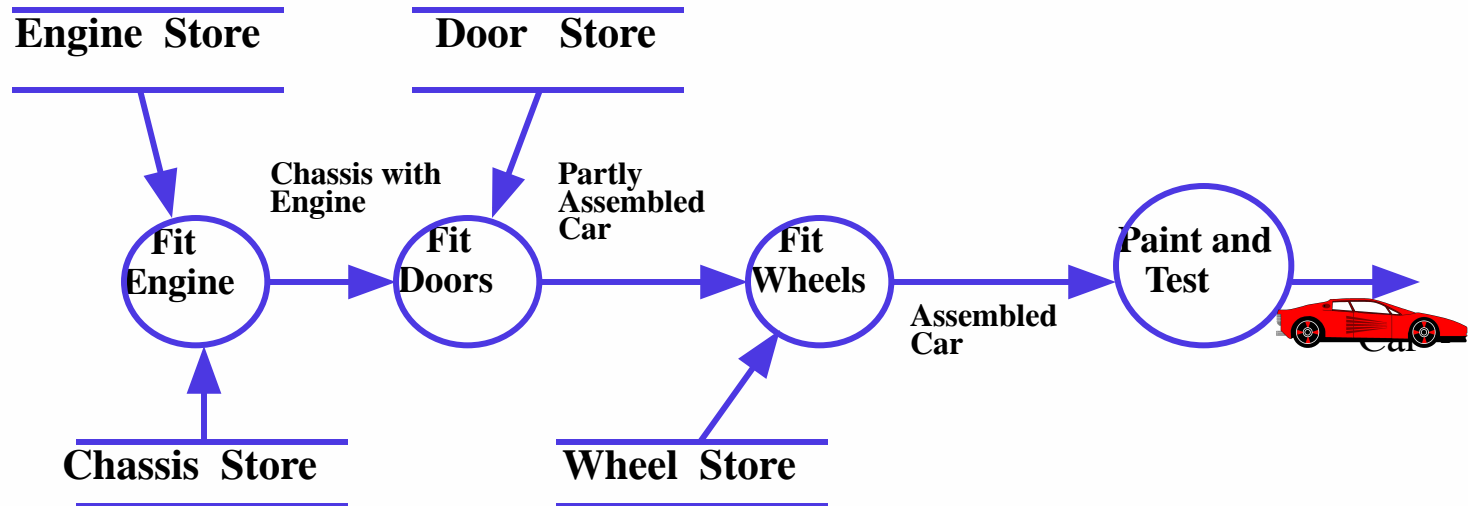 Engine Store
Door Store
Chassis with
Engine
Partly
Assembled
Car
Fit
Engine
Fit
Doors
Fit
Wheels
Paint and
Test
Assembled
Car
Car
Chassis Store
Wheel Store